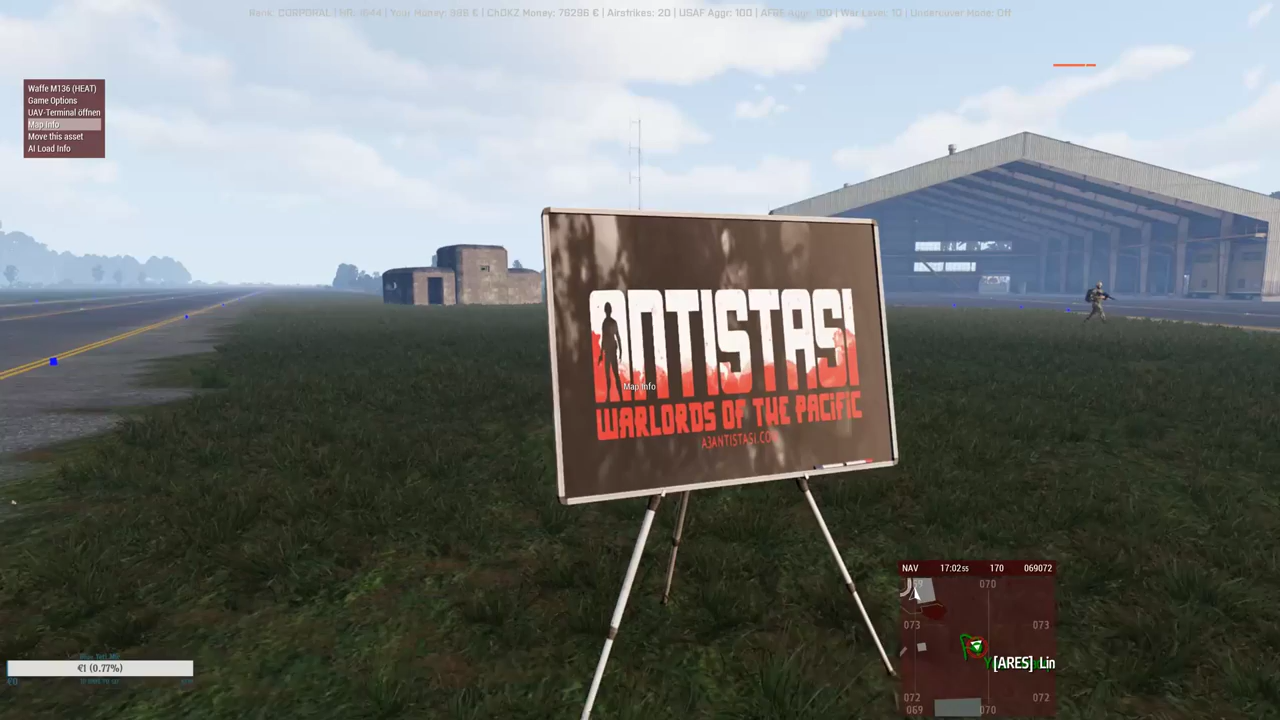 Rank: CORPORAL | HR: 1644 | Your Money: 988 € | ChDKZ Money: 78296 € | Airstrikes: 20 | USAF Aggr: 100 | AFRF Aggr: 100 | War Level: 10 | Undercover Mode: Off
Waffe M136 (HEAT)
Game Options
UAV-Terminal öffnen
Map Info
Move this asset
AI Load Info
ANTISTASI
Map Info
WARLORDS OF THE PACIFIC
A3ANTISTASI.COM
NAV 17:02:55 170 069072
070
073 073
[ARES] Lin
072 072
069 070
€1 (0.77%)
€0